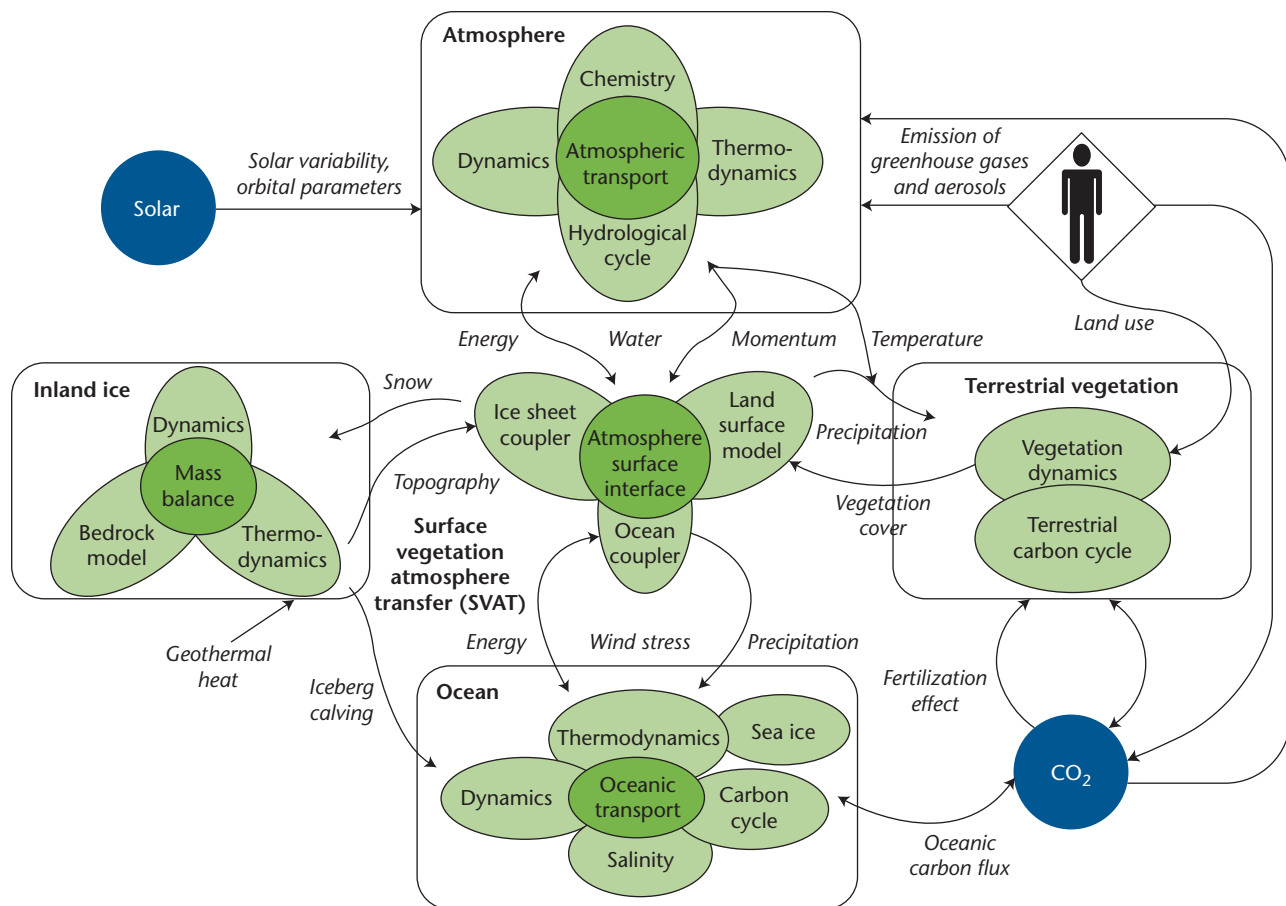 Atmosphere
Chemistry
Dynamics
Atmospheric
transport
Thermo-
dynamics
Hydrological
cycle
Solar
Solar variability,
orbital parameters
Emission of
greenhouse gases
and aerosols
Land use
Energy
Water
Momentum
Temperature
Inland ice
Dynamics
Mass
balance
Bedrock
model
Thermo-
dynamics
Snow
Topography
Ice sheet
coupler
Atmosphere
surface
interface
Land
surface
model
Ocean
coupler
Surface
vegetation
atmosphere
transfer (SVAT)
Precipitation
Vegetation
cover
Terrestrial vegetation
Vegetation
dynamics
Terrestrial
carbon cycle
Geothermal
heat
Iceberg
calving
Energy
Wind stress
Precipitation
Fertilization
effect
Ocean
Thermodynamics
Sea ice
Dynamics
Oceanic
transport
Carbon
cycle
Salinity
CO₂
Oceanic
carbon flux